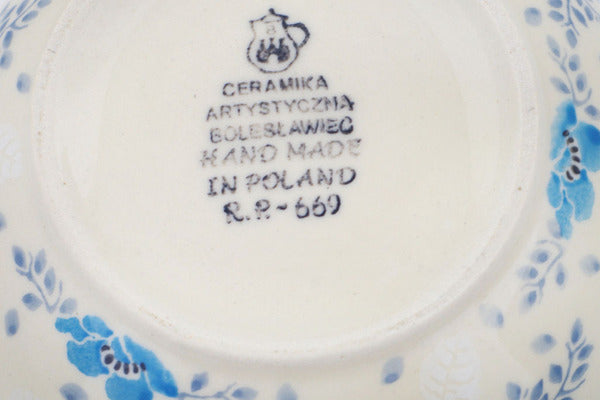 CERAMIKA
ARTYSTYCZNA
BOLESŁAWIEC
HAND MADE
IN POLAND
R.P.-669